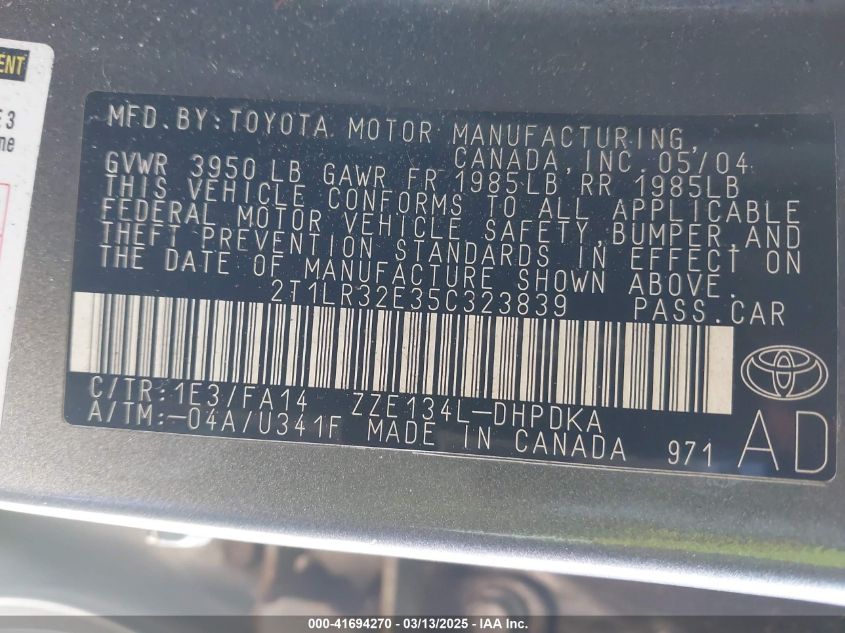 ENT
E 3
ne
MFD.BY:TOYOTA MOTOR MANUFACTURING,
CANADA,INC. 05/04
GVWR 3950 LB GAWR FR 1985LB RR 1985LB
THIS VEHICLE CONFORMS TO ALL APPLICABLE
FEDERAL MOTOR VEHICLE SAFETY,BUMPER,AND
THEFT PREVENTION STANDARDS IN EFFECT ON
THE DATE OF MANUFACTURE SHOWN ABOVE.
2T1LR32E35C323839 PASS.CAR
C/TR:1E3/FA14 ZZE134L-DHPDKA
A/TM:-04A/U341F MADE IN CANADA 971
AD
000-41694270 - 03/13/2025 - IAA Inc.